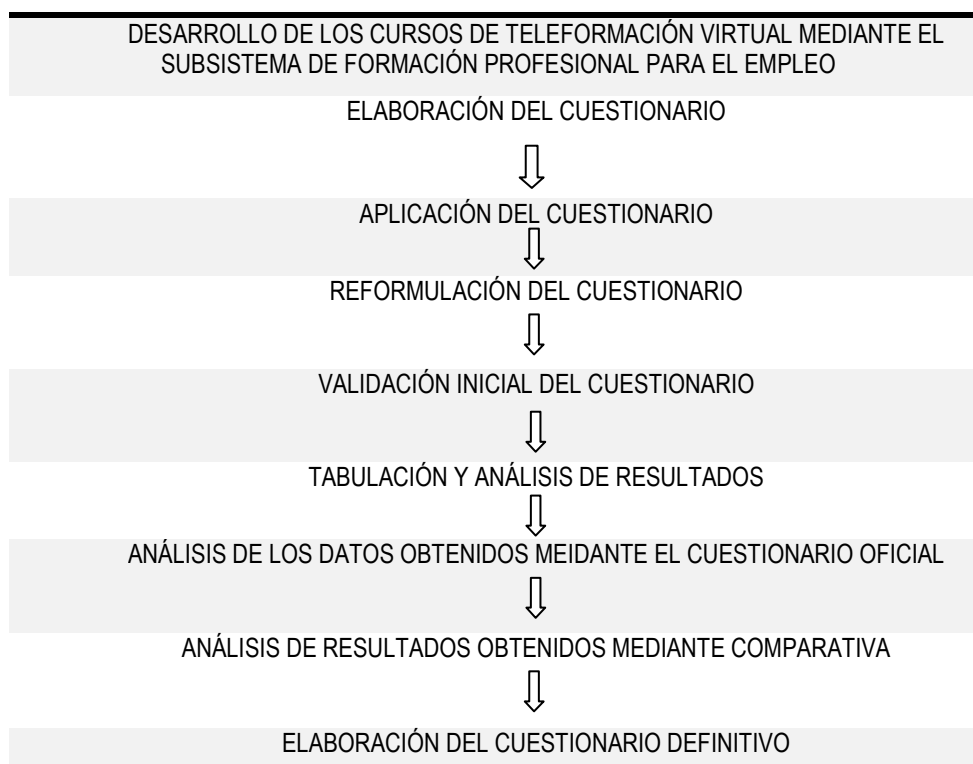 DESARROLLO DE LOS CURSOS DE TELEFORMACIÓN VIRTUAL MEDIANTE EL
SUBSISTEMA DE FORMACIÓN PROFESIONAL PARA EL EMPLEO
ELABORACIÓN DEL CUESTIONARIO
APLICACIÓN DEL CUESTIONARIO
REFORMULACIÓN DEL CUESTIONARIO
VALIDACIÓN INICIAL DEL CUESTIONARIO
TABULACIÓN Y ANÁLISIS DE RESULTADOS
ANÁLISIS DE LOS DATOS OBTENIDOS MEIDANTE EL CUESTIONARIO OFICIAL
ANÁLISIS DE RESULTADOS OBTENIDOS MEDIANTE COMPARATIVA
ELABORACIÓN DEL CUESTIONARIO DEFINITIVO